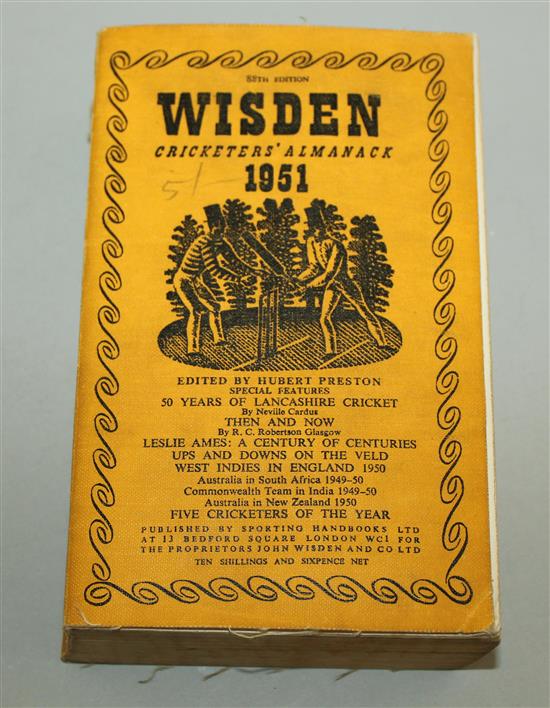 88TH EDITION
WISDEN
CRICKETERS' ALMANACK
5/-
1951
EDITED BY HUBERT PRESTON
SPECIAL FEATURES
50 YEARS OF LANCASHIRE CRICKET
By Neville Cardus
THEN AND NOW
By R. C. Robertson Glasgow
LESLIE AMES: A CENTURY OF CENTURIES
UPS AND DOWNS ON THE VELD
WEST INDIES IN ENGLAND 1950
Australia in South Africa 1949-50
Commonwealth Team in India 1949-50
Australia in New Zealand 1950
FIVE CRICKETERS OF THE YEAR
PUBLISHED BY SPORTING HANDBOOKS LTD
AT 13 BEDFORD SQUARE LONDON WC1 FOR
THE PROPRIETORS JOHN WISDEN AND CO LTD
TEN SHILLINGS AND SIXPENCE NET